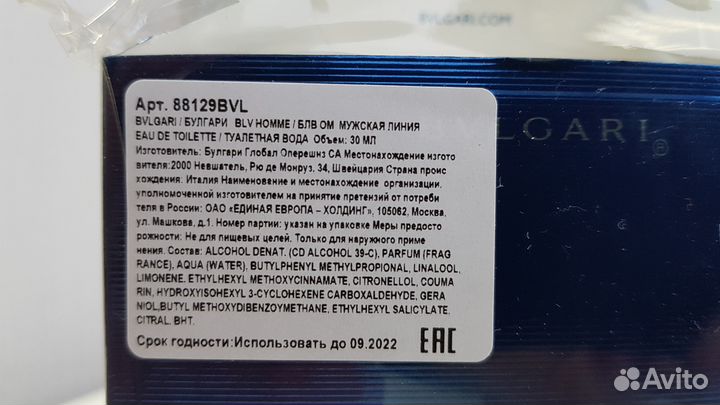 BVLGARI.COM
BVLGARI®
Арт. 88129BVL
BVLGARI / БУЛГАРИ BLV HOMME / БЛВ ОМ МУЖСКАЯ ЛИНИЯ
EAU DE TOILETTE / ТУАЛЕТНАЯ ВОДА Объем: 30 МЛ
Изготовитель: Булгари Глобал Оперешнз СА Местонахождение изгото
вителя:2000 Невшатель, Рю де Монруз, 34, Швейцария Страна проис
хождения: Италия Наименование и местонахождение организации,
уполномоченной изготовителем на принятие претензий от потреби
теля в России: ОАО «ЕДИНАЯ ЕВРОПА – ХОЛДИНГ», 105062, Москва,
ул. Машкова, д.1. Номер партии: указан на упаковке Меры предосто
рожности: Не для пищевых целей. Только для наружного приме
нения. Состав: ALCOHOL DENAT. (CD ALCOHOL 39-C), PARFUM (FRAG
RANCE), AQUA (WATER), BUTYLPHENYL METHYLPROPIONAL, LINALOOL,
LIMONENE, ETHYLHEXYL METHOXYCINNAMATE, CITRONELLOL, COUMA
RIN, HYDROXYISOHEXYL 3-CYCLOHEXENE CARBOXALDEHYDE, GERA
NIOL,BUTYL METHOXYDIBENZOYMETHANE, ETHYLHEXYL SALICYLATE,
CITRAL. BHT.
Срок годности:Использовать до 09.2022
EAC
Avito